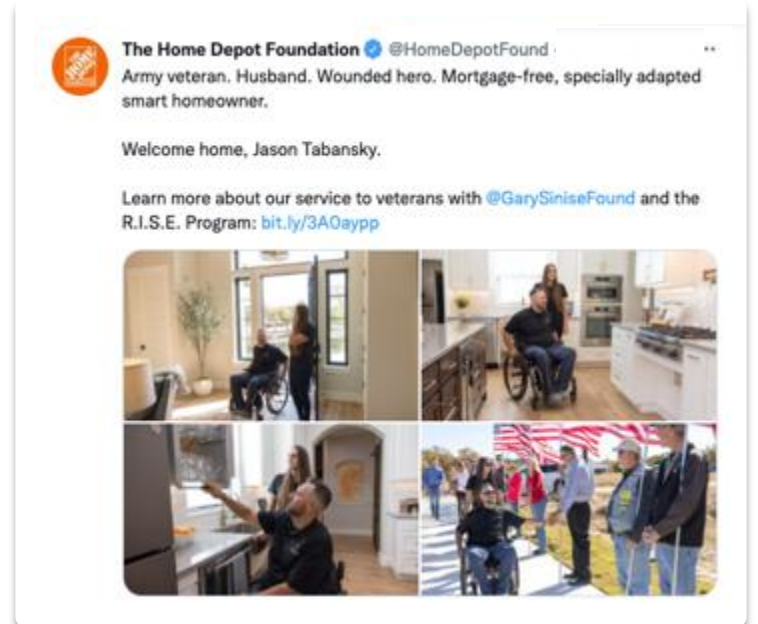 The Home Depot Foundation @HomeDepotFound ·
Army veteran. Husband. Wounded hero. Mortgage-free, specially adapted
smart homeowner.
Welcome home, Jason Tabansky.
Learn more about our service to veterans with @GarySiniseFound and the
R.I.S.E. Program: bit.ly/3A0aypp